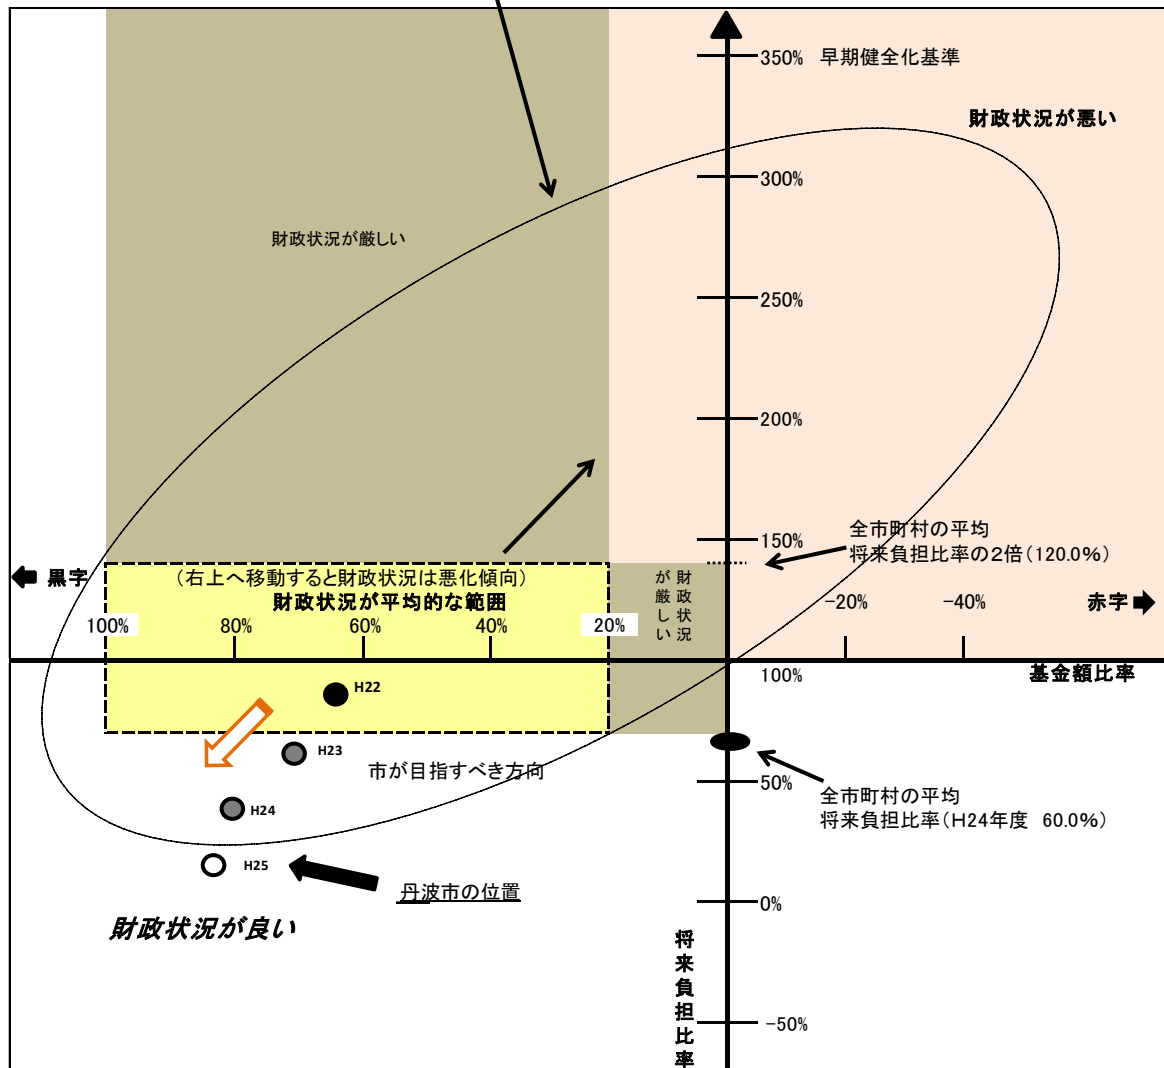 350%
早期健全化基準
財政状況が悪い
300%
財政状況が厳しい
250%
200%
150%
全市町村の平均
将来負担比率の2倍(120.0%)
黒字
(右上へ移動すると財政状況は悪化傾向)
財政状況が平均的な範囲
財政状況
が厳しい
-20%
-40%
赤字
100%
80%
60%
40%
20%
100%
基金額比率
H22
H23
市が目指すべき方向
50%
全市町村の平均
将来負担比率(H24年度 60.0%)
H24
H25
丹波市の位置
0%
財政状況が良い
将来負担比率
-50%